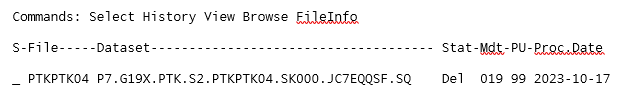 Commands: Select History View Browse FileInfo
S-File-----Dataset------------------------------------ Stat-Mdt-PU-Proc.Date
_ PTKPTK04 P7.G19X.PTK.S2.PTKPTK04.SK000.JC7EQQSF.SQ    Del  019 99 2023-10-17